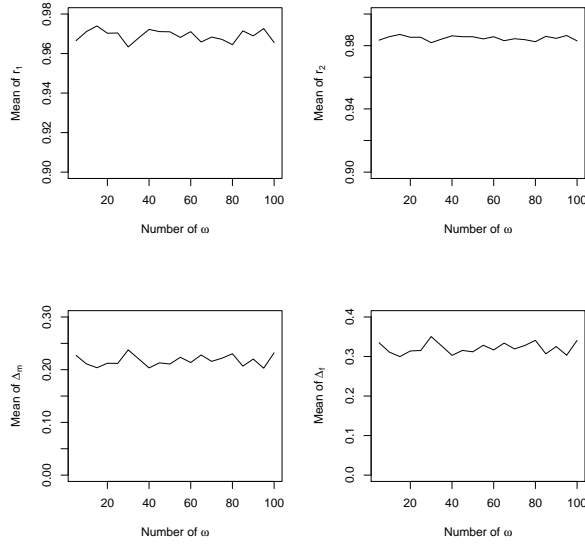 0.90 0.92 0.94 0.96 0.98
Mean of r₁
20 40 60 80 100
Number of ω
0.90 0.94 0.98
Mean of r₂
20 40 60 80 100
Number of ω
0.00 0.10 0.20 0.30
Mean of Δₘ
20 40 60 80 100
Number of ω
0.0 0.1 0.2 0.3 0.4
Mean of Δf
20 40 60 80 100
Number of ω